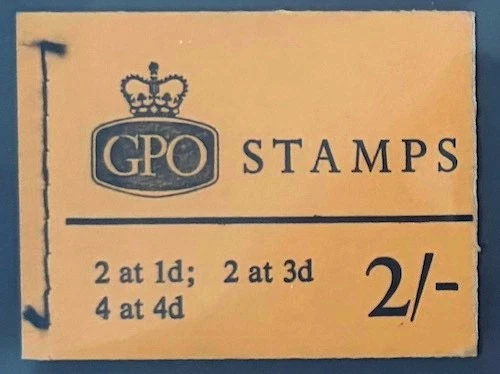 GPO STAMPS
2 at 1d; 2 at 3d
4 at 4d
2/-